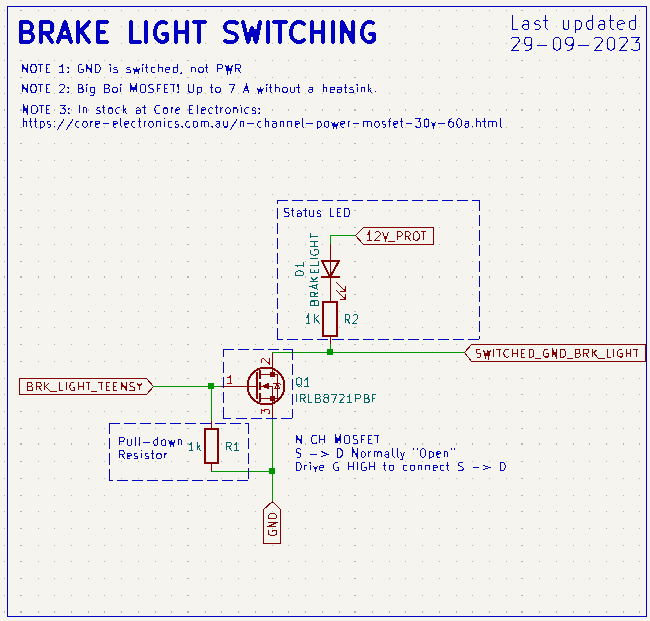 BRAKE LIGHT SWITCHING
Last updated
29-09-2023
NOTE 1: GND is switched, not PWR
NOTE 2: Big Boi MOSFET! Up to 7 A without a heatsink.
NOTE 3: In stock at Core Electronics:
https://core-electronics.com.au/n-channel-power-mosfet-30v-60a.html
Status LED
12V_PROT
D1
BRAKELIGHT
1K R2
SWITCHED_GND_BRK_LIGHT
2
BRK_LIGHT_TEENSY
1
Q1
IRLB8721PBF
3
Pull-down
Resistor
1k R1
N CH MOSFET
S -> D Normally "Open"
Drive G HIGH to connect S -> D
GND